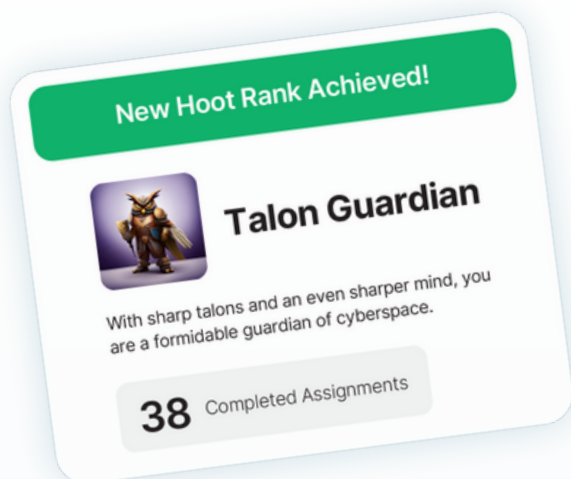 New Hoot Rank Achieved!
Talon Guardian
With sharp talons and an even sharper mind, you
are a formidable guardian of cyberspace.
38 Completed Assignments